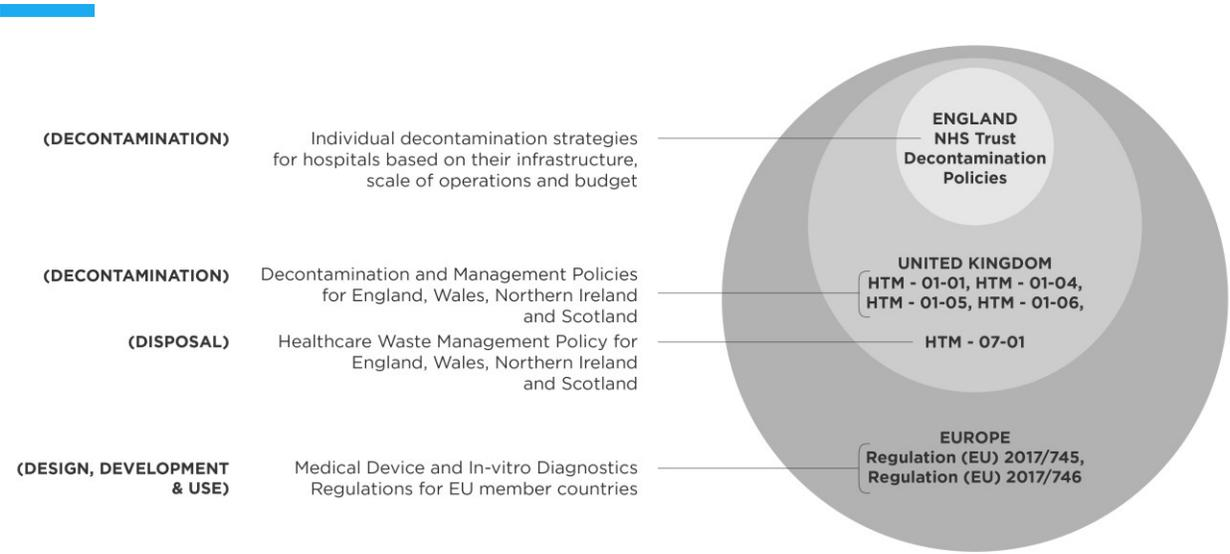 (DECONTAMINATION)
Individual decontamination strategies
for hospitals based on their infrastructure,
scale of operations and budget
ENGLAND
NHS Trust
Decontamination
Policies
(DECONTAMINATION)
Decontamination and Management Policies
for England, Wales, Northern Ireland
and Scotland
UNITED KINGDOM
HTM - 01-01, HTM - 01-04,
HTM - 01-05, HTM - 01-06,
(DISPOSAL)
Healthcare Waste Management Policy for
England, Wales, Northern Ireland
and Scotland
HTM - 07-01
(DESIGN, DEVELOPMENT
& USE)
Medical Device and In-vitro Diagnostics
Regulations for EU member countries
EUROPE
Regulation (EU) 2017/745,
Regulation (EU) 2017/746